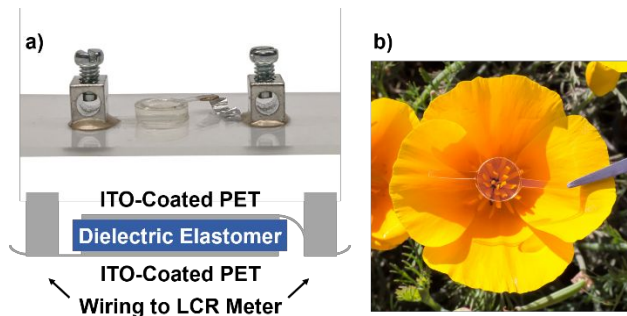 a)
b)
ITO-Coated PET
Dielectric Elastomer
ITO-Coated PET
Wiring to LCR Meter